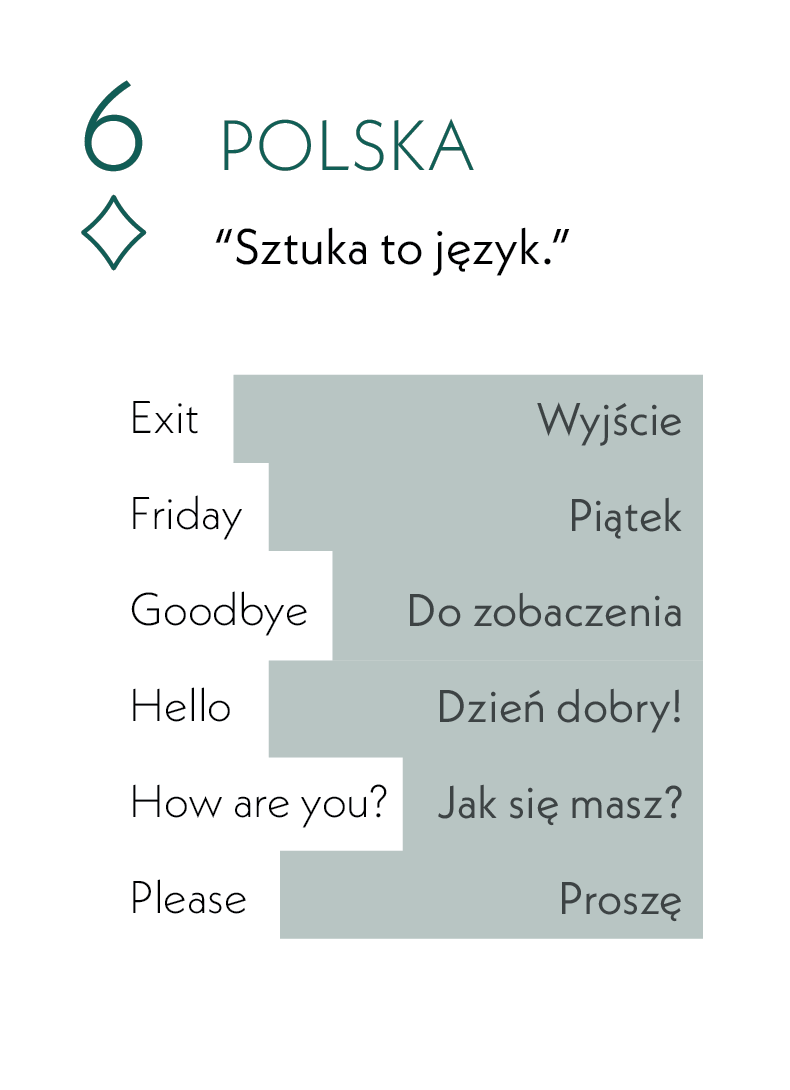 6 POLSKA
“Sztuka to język.”
Exit Wyjście
Friday Piątek
Goodbye Do zobaczenia
Hello Dzień dobry!
How are you? Jak się masz?
Please Proszę